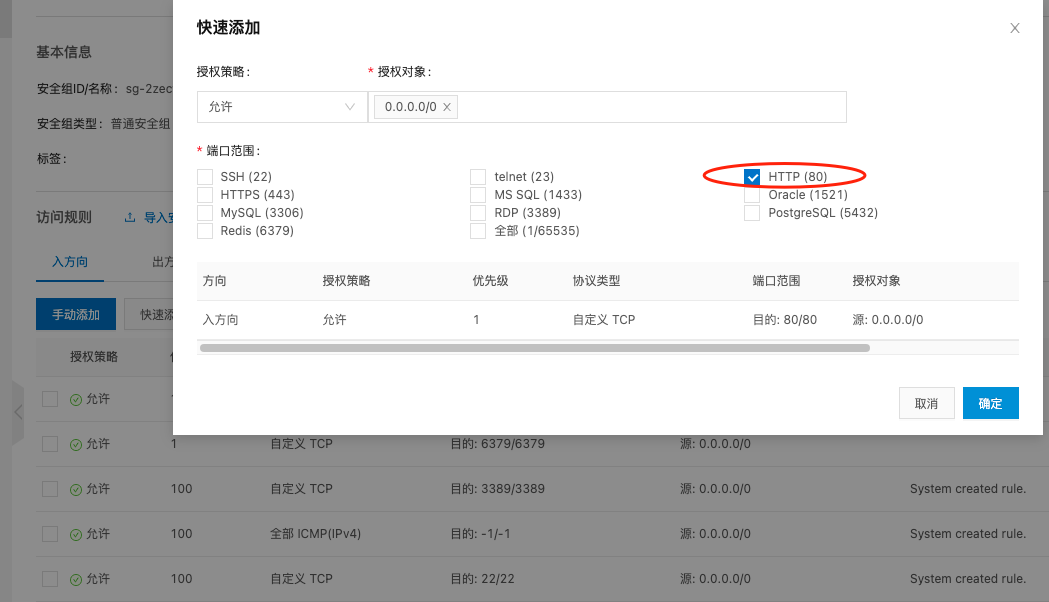 快速添加
授权策略：
* 授权对象：
允许
0.0.0.0/0
* 端口范围：
SSH (22)
telnet (23)
HTTP (80)
HTTPS (443)
MS SQL (1433)
Oracle (1521)
MySQL (3306)
RDP (3389)
PostgreSQL (5432)
Redis (6379)
全部 (1/65535)
方向 授权策略 优先级 协议类型 端口范围 授权对象
入方向 允许 1 自定义 TCP 目的: 80/80 源: 0.0.0.0/0
取消
确定
基本信息
安全组ID/名称： sg-2zec
安全组类型： 普通安全组
标签：
访问规则
导入安
入方向
出方
手动添加
快速添
授权策略
允许
允许 1 自定义 TCP 目的: 6379/6379 源: 0.0.0.0/0
允许 100 自定义 TCP 目的: 3389/3389 源: 0.0.0.0/0 System created rule.
允许 100 全部 ICMP(IPv4) 目的: -1/-1 源: 0.0.0.0/0 System created rule.
允许 100 自定义 TCP 目的: 22/22 源: 0.0.0.0/0 System created rule.